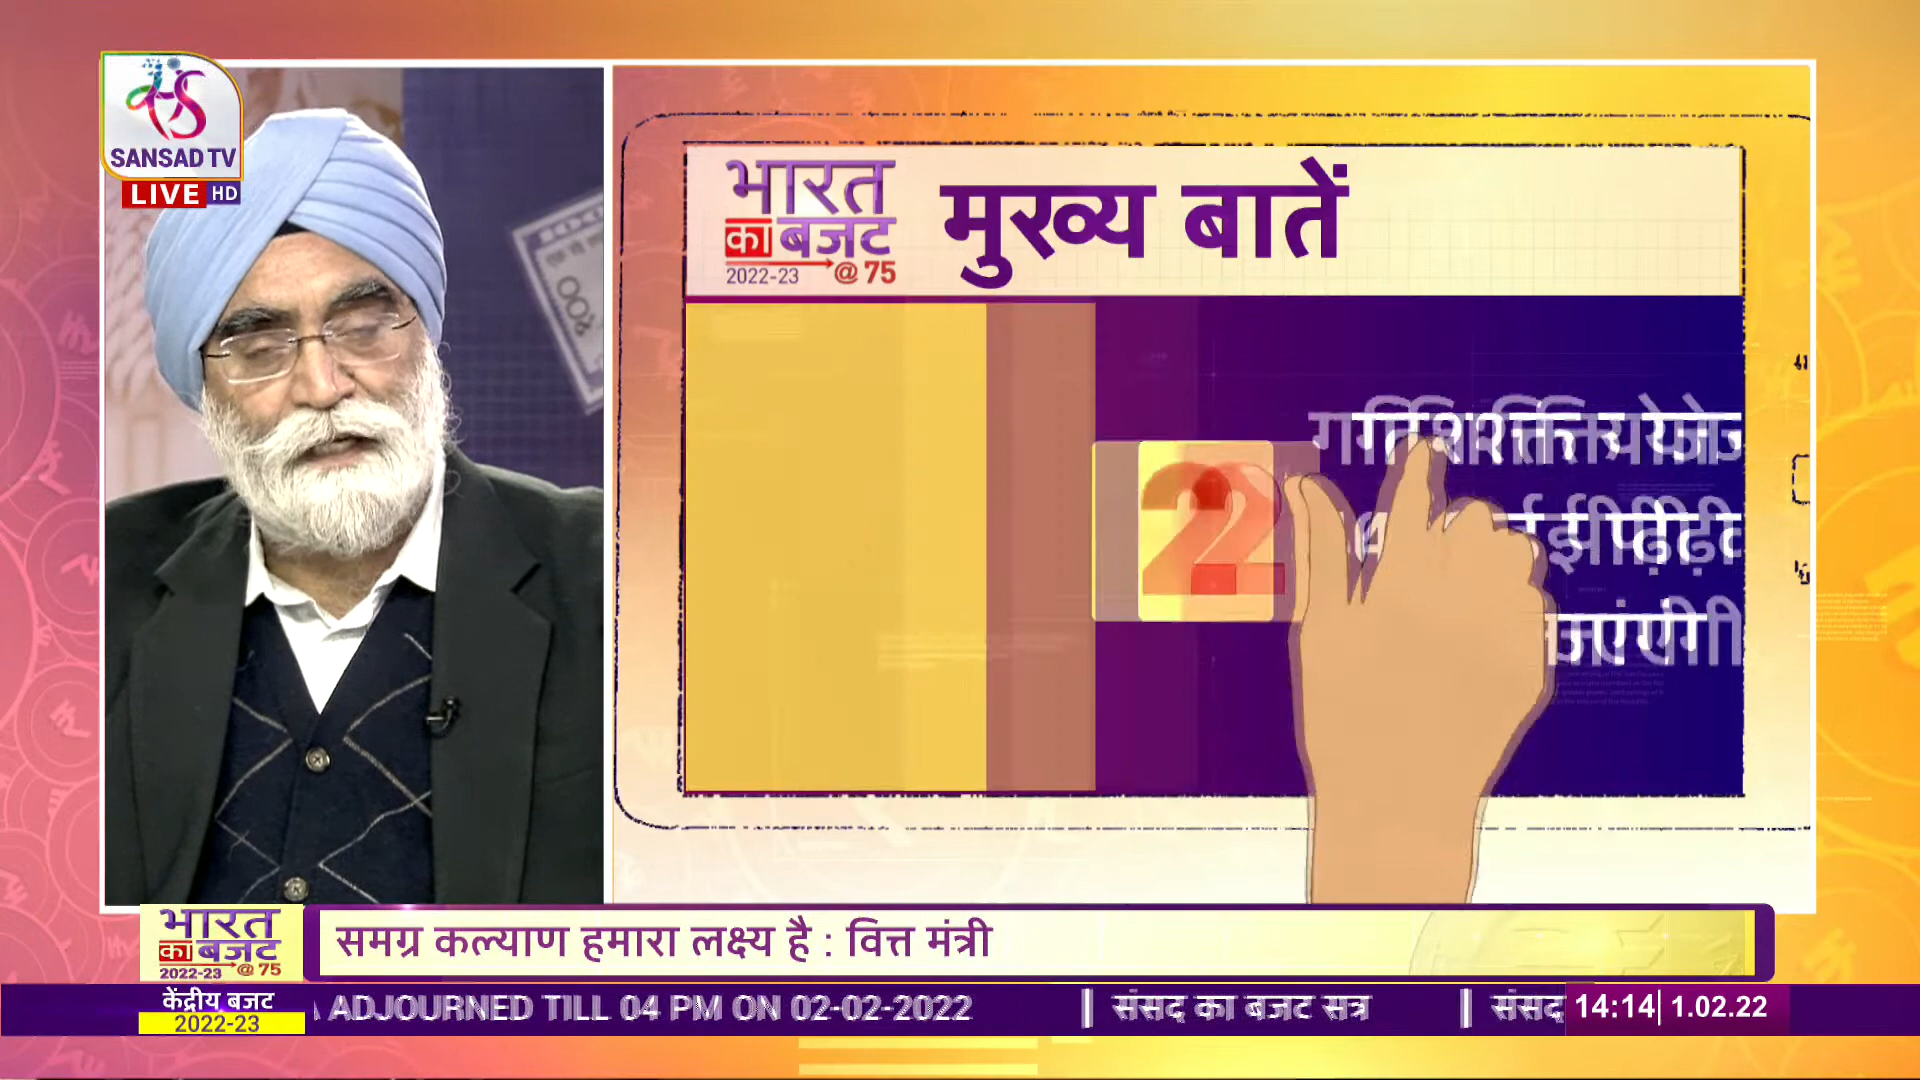 SANSAD TV
LIVE HD
भारत
का बजट
2022-23 @ 75
मुख्य बातें
2
समग्र कल्याण हमारा लक्ष्य है : वित्त मंत्री
भारत
का बजट
2022-23 @ 75
केंद्रीय बजट
2022-23
ADJOURNED TILL 04 PM ON 02-02-2022 | संसद का बजट सत्र | संसद
14:14 | 1.02.22